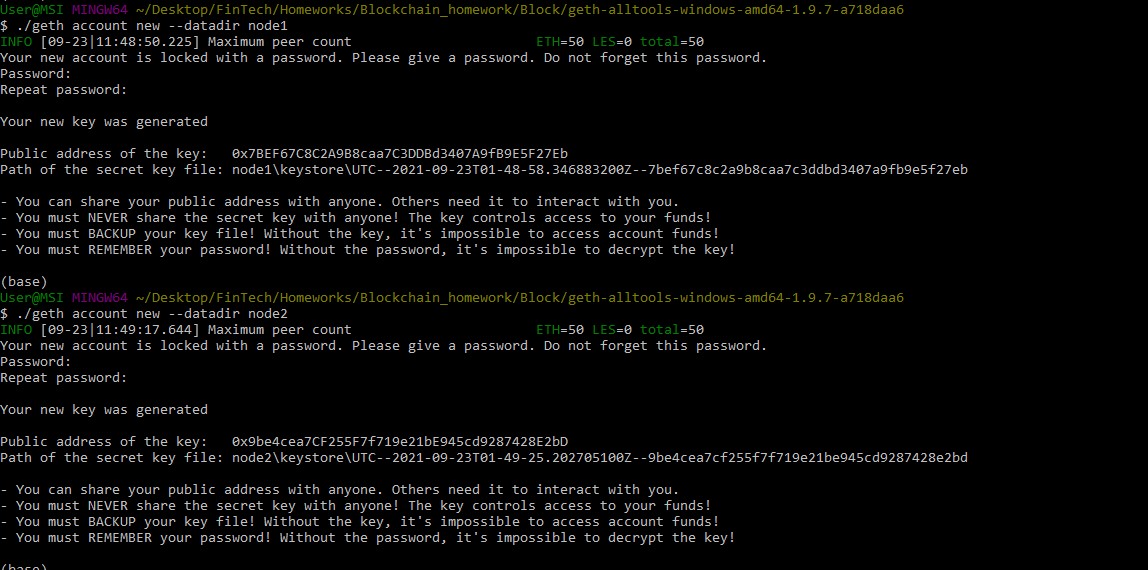 User@MSI MINGW64 ~/Desktop/FinTech/Homeworks/Blockchain_homework/Block/geth-alltools-windows-amd64-1.9.7-a718daa6
$ ./geth account new --datadir node1
INFO [09-23|11:48:50.225] Maximum peer count ETH=50 LES=0 total=50
Your new account is locked with a password. Please give a password. Do not forget this password.
Password:
Repeat password:
Your new key was generated
Public address of the key: 0x7BEF67C8C2A9B8caa7C3DDBd3407A9fB9E5F27Eb
Path of the secret key file: node1\keystore\UTC--2021-09-23T01-48-58.346883200Z--7bef67c8c2a9b8caa7c3ddbd3407a9fb9e5f27eb
- You can share your public address with anyone. Others need it to interact with you.
- You must NEVER share the secret key with anyone! The key controls access to your funds!
- You must BACKUP your key file! Without the key, it's impossible to access account funds!
- You must REMEMBER your password! Without the password, it's impossible to decrypt the key!
(base)
User@MSI MINGW64 ~/Desktop/FinTech/Homeworks/Blockchain_homework/Block/geth-alltools-windows-amd64-1.9.7-a718daa6
$ ./geth account new --datadir node2
INFO [09-23|11:49:17.644] Maximum peer count ETH=50 LES=0 total=50
Your new account is locked with a password. Please give a password. Do not forget this password.
Password:
Repeat password:
Your new key was generated
Public address of the key: 0x9be4cea7CF255F7f719e21bE945cd9287428E2bD
Path of the secret key file: node2\keystore\UTC--2021-09-23T01-49-25.202705100Z--9be4cea7cf255f7f719e21be945cd9287428e2bd
- You can share your public address with anyone. Others need it to interact with you.
- You must NEVER share the secret key with anyone! The key controls access to your funds!
- You must BACKUP your key file! Without the key, it's impossible to access account funds!
- You must REMEMBER your password! Without the password, it's impossible to decrypt the key!
(base)